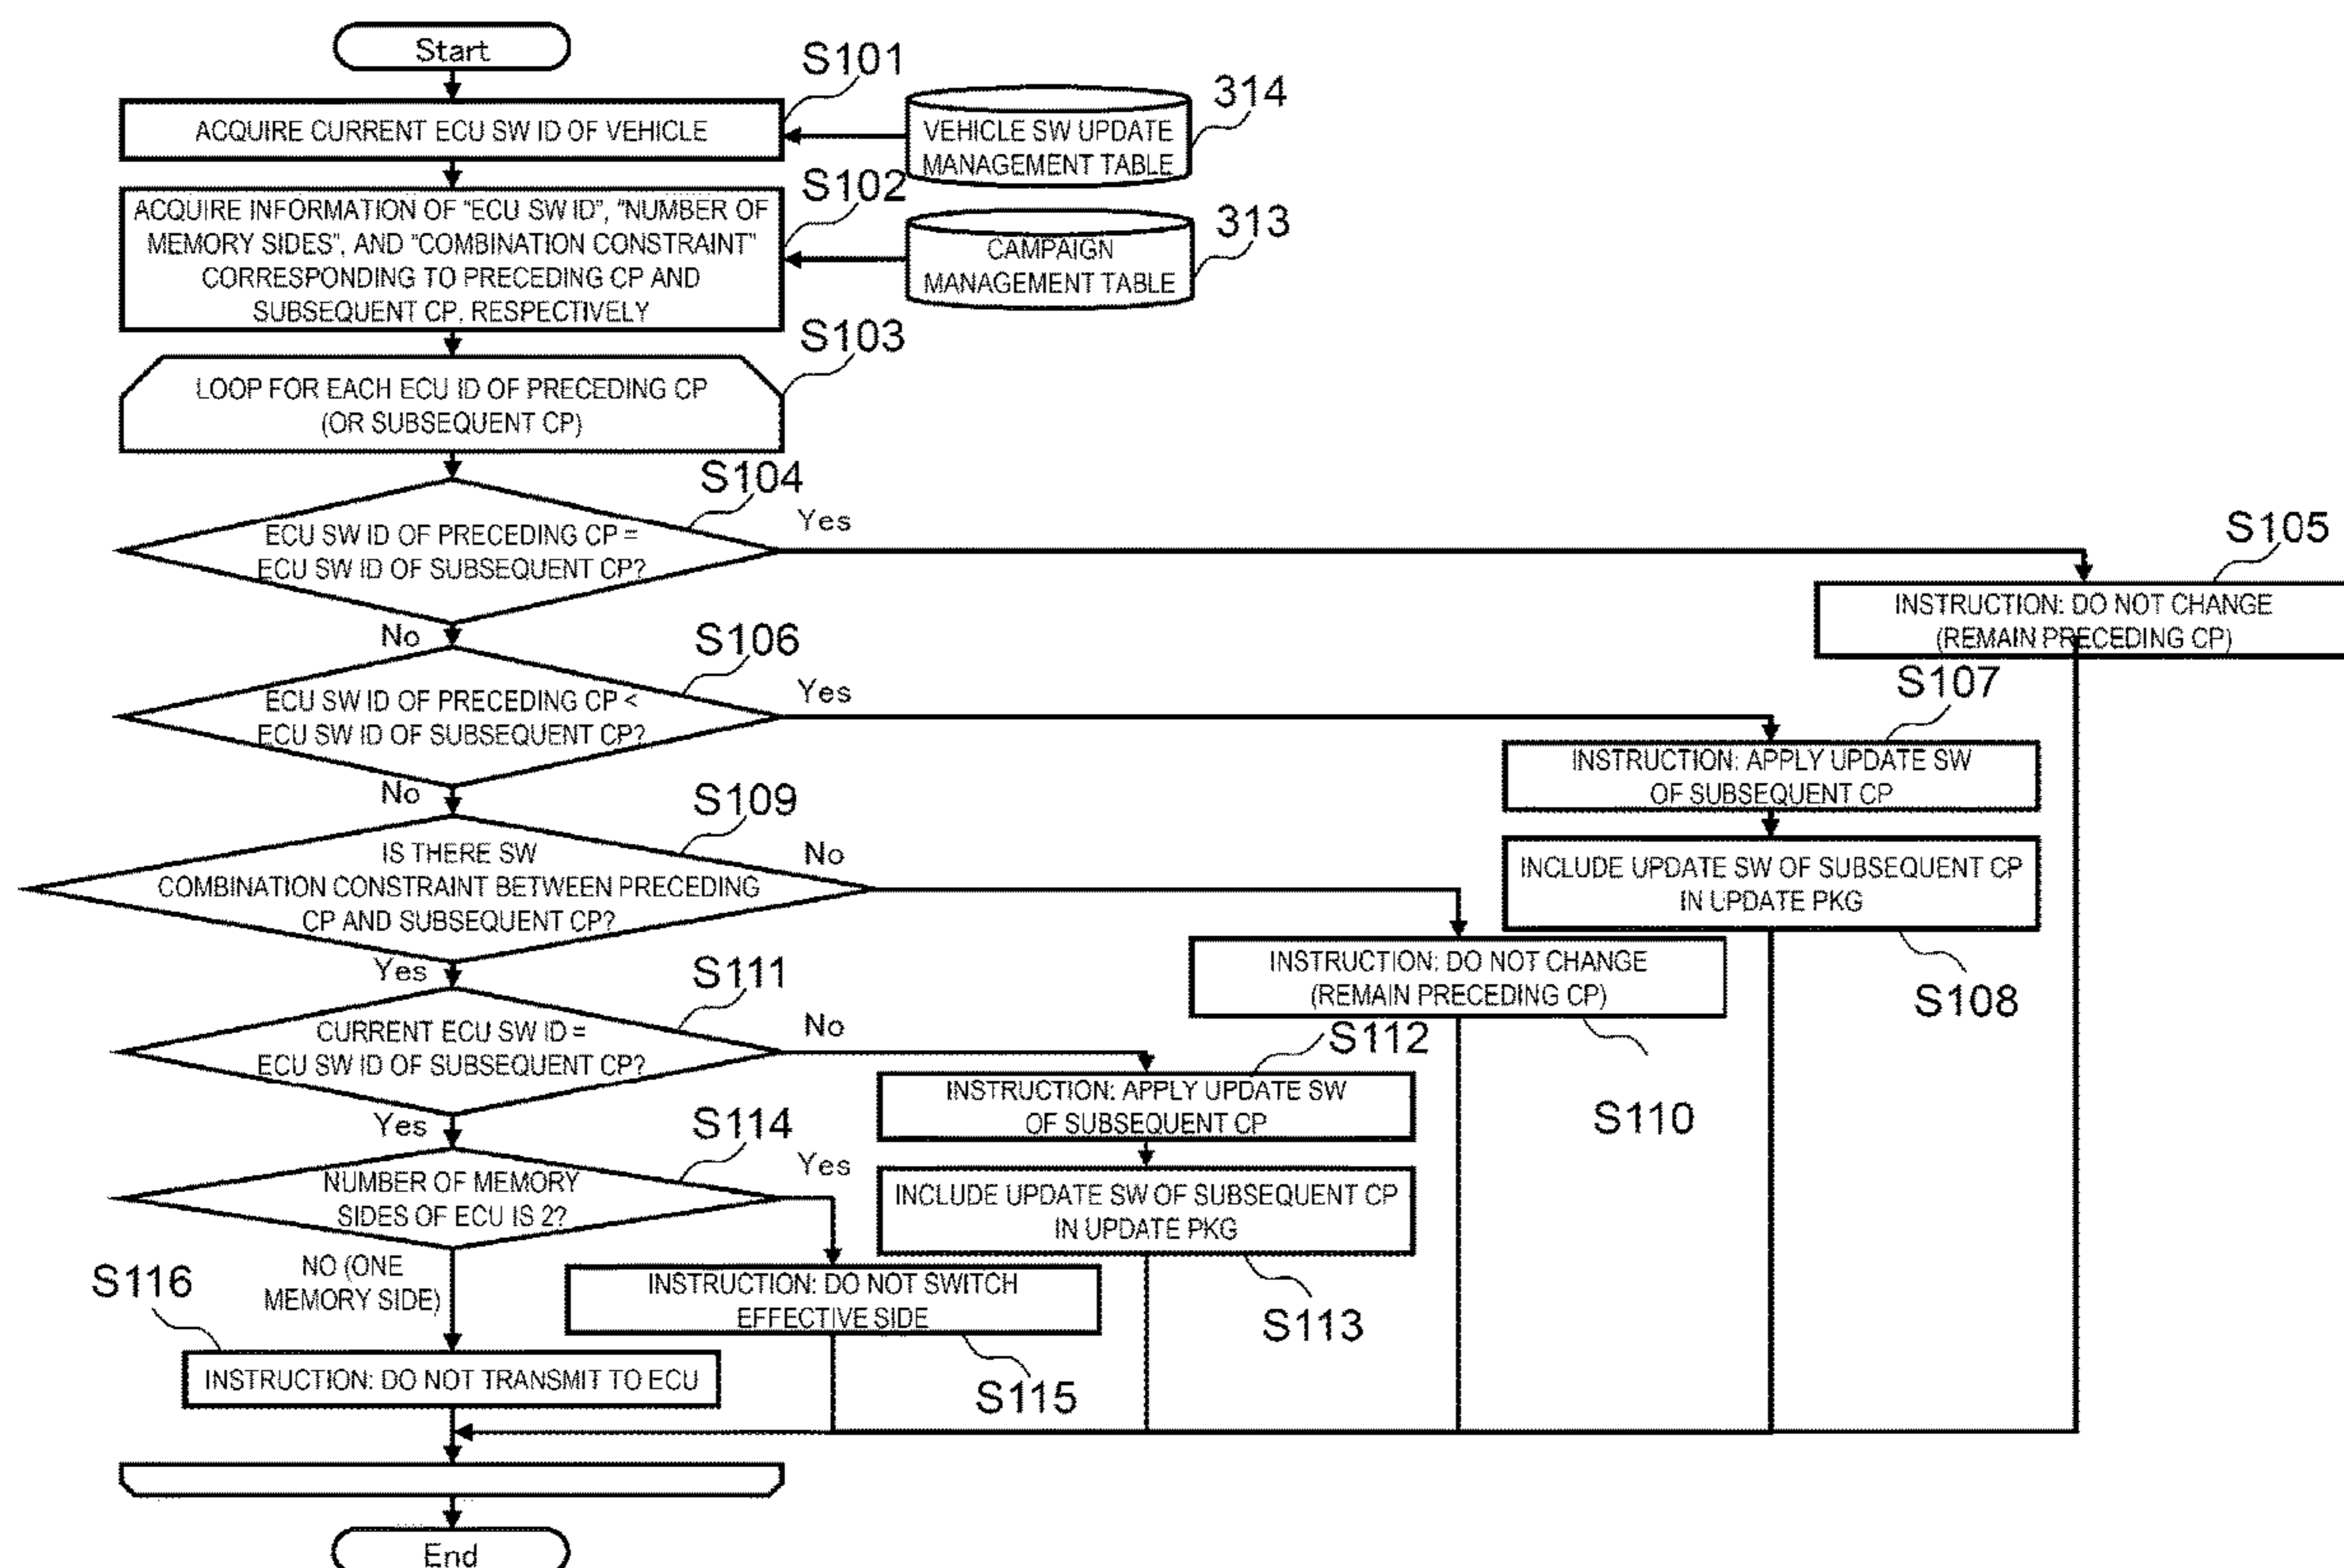 Start
S101
ACQUIRE CURRENT ECU SW ID OF VEHICLE
VEHICLE SW UPDATE
MANAGEMENT TABLE
314
S102
ACQUIRE INFORMATION OF "ECU SW ID", "NUMBER OF
MEMORY SIDES", AND "COMBINATION CONSTRAINT"
CORRESPONDING TO PRECEDING CP AND
SUBSEQUENT CP, RESPECTIVELY
CAMPAIGN
MANAGEMENT TABLE
313
S103
LOOP FOR EACH ECU ID OF PRECEDING CP
(OR SUBSEQUENT CP)
S104
ECU SW ID OF PRECEDING CP =
ECU SW ID OF SUBSEQUENT CP?
Yes
No
S105
INSTRUCTION: DO NOT CHANGE
(REMAIN PRECEDING CP)
S106
ECU SW ID OF PRECEDING CP <
ECU SW ID OF SUBSEQUENT CP?
Yes
No
S107
INSTRUCTION: APPLY UPDATE SW
OF SUBSEQUENT CP
INCLUDE UPDATE SW OF SUBSEQUENT CP
IN UPDATE PKG
S108
S109
IS THERE SW
COMBINATION CONSTRAINT BETWEEN PRECEDING
CP AND SUBSEQUENT CP?
No
Yes
INSTRUCTION: DO NOT CHANGE
(REMAIN PRECEDING CP)
S110
S111
CURRENT ECU SW ID =
ECU SW ID OF SUBSEQUENT CP?
No
Yes
S112
INSTRUCTION: APPLY UPDATE SW
OF SUBSEQUENT CP
INCLUDE UPDATE SW OF SUBSEQUENT CP
IN UPDATE PKG
S113
S114
NUMBER OF MEMORY
SIDES OF ECU IS 2?
Yes
NO (ONE
MEMORY SIDE)
INSTRUCTION: DO NOT SWITCH
EFFECTIVE SIDE
S115
S116
INSTRUCTION: DO NOT TRANSMIT TO ECU
End